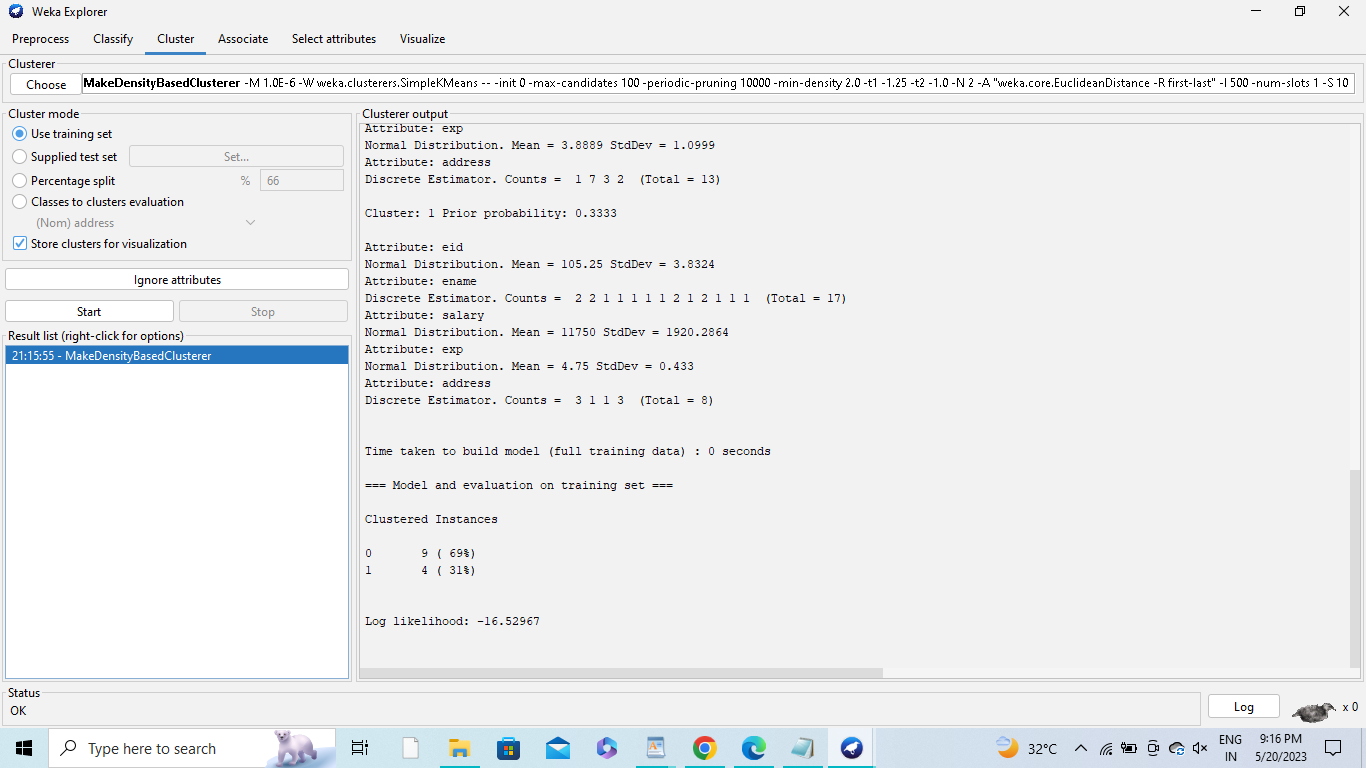 Weka Explorer
Preprocess Classify Cluster Associate Select attributes Visualize
Clusterer
Choose MakeDensityBasedClusterer -M 1.0E-6 -W weka.clusterers.SimpleKMeans -- -init 0 -max-candidates 100 -periodic-pruning 10000 -min-density 2.0 -t1 -1.25 -t2 -1.0 -N 2 -A "weka.core.EuclideanDistance -R first-last" -I 500 -num-slots 1 -S 10
Cluster mode
Use training set
Supplied test set Set...
Percentage split % 66
Classes to clusters evaluation
(Nom) address
Store clusters for visualization
Ignore attributes
Start Stop
Result list (right-click for options)
21:15:55 - MakeDensityBasedClusterer
Clusterer output
Attribute: exp
Normal Distribution. Mean = 3.8889 StdDev = 1.0999
Attribute: address
Discrete Estimator. Counts =  1 7 3 2  (Total = 13)
Cluster: 1 Prior probability: 0.3333
Attribute: eid
Normal Distribution. Mean = 105.25 StdDev = 3.8324
Attribute: ename
Discrete Estimator. Counts =  2 2 1 1 1 1 1 2 1 2 1 1 1  (Total = 17)
Attribute: salary
Normal Distribution. Mean = 11750 StdDev = 1920.2864
Attribute: exp
Normal Distribution. Mean = 4.75 StdDev = 0.433
Attribute: address
Discrete Estimator. Counts =  3 1 1 3  (Total = 8)
Time taken to build model (full training data) : 0 seconds
=== Model and evaluation on training set ===
Clustered Instances
0 9 ( 69%)
1 4 ( 31%)
Log likelihood: -16.52967
Status
OK
Log x 0
Type here to search
32°C
ENG
IN
9:16 PM
5/20/2023